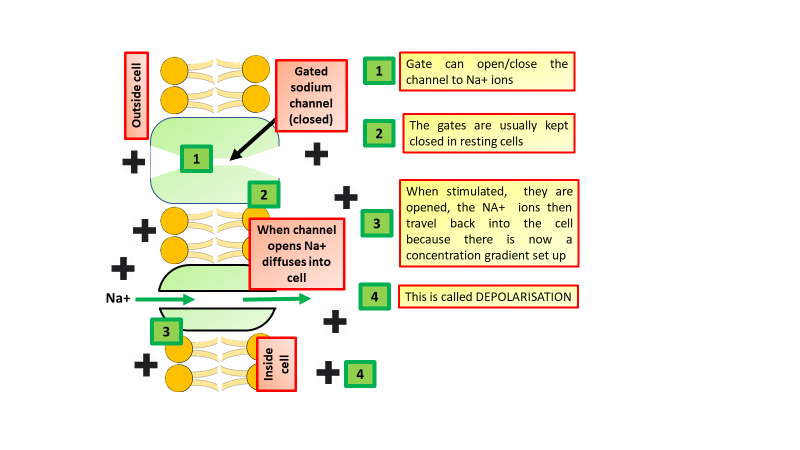 Outside cell
Gated
sodium
channel
(closed)
1
2
When channel
opens Na+
diffuses into
cell
Na+
3
Inside
cell
4
1
Gate can open/close the
channel to Na+ ions
2
The gates are usually kept
closed in resting cells
3
When stimulated, they are
opened, the NA+ ions then
travel back into the cell
because there is now a
concentration gradient set up
4
This is called DEPOLARISATION